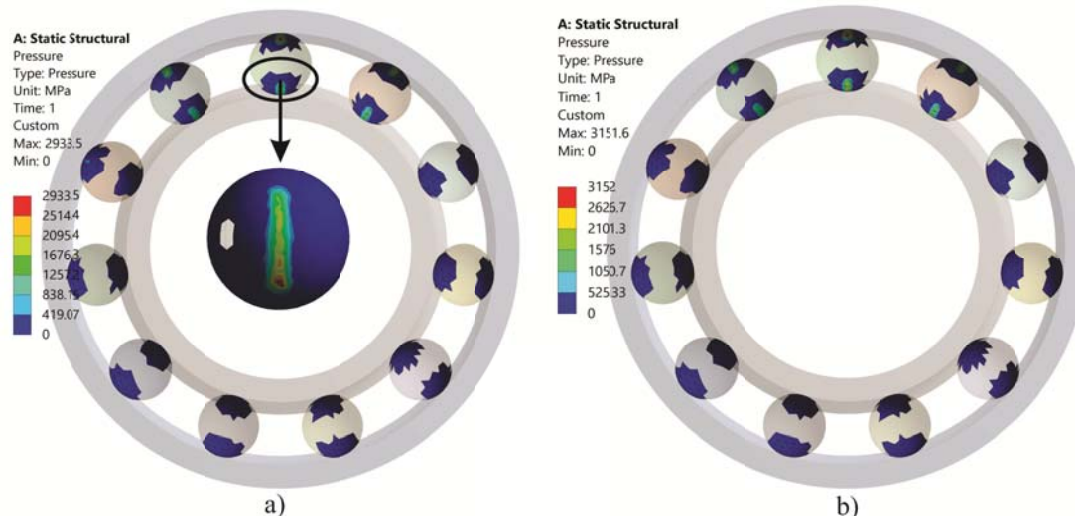 A: Static Structural
Pressure
Type: Pressure
Unit: MPa
Time: 1
Custom
Max: 2933.5
Min: 0
2933.5
2514.4
2095.4
1676.3
1257.2
838.15
419.07
0
a)
A: Static Structural
Pressure
Type: Pressure
Unit: MPa
Time: 1
Custom
Max: 3151.6
Min: 0
3152
2626.7
2101.3
1576
1050.7
525.33
0
b)